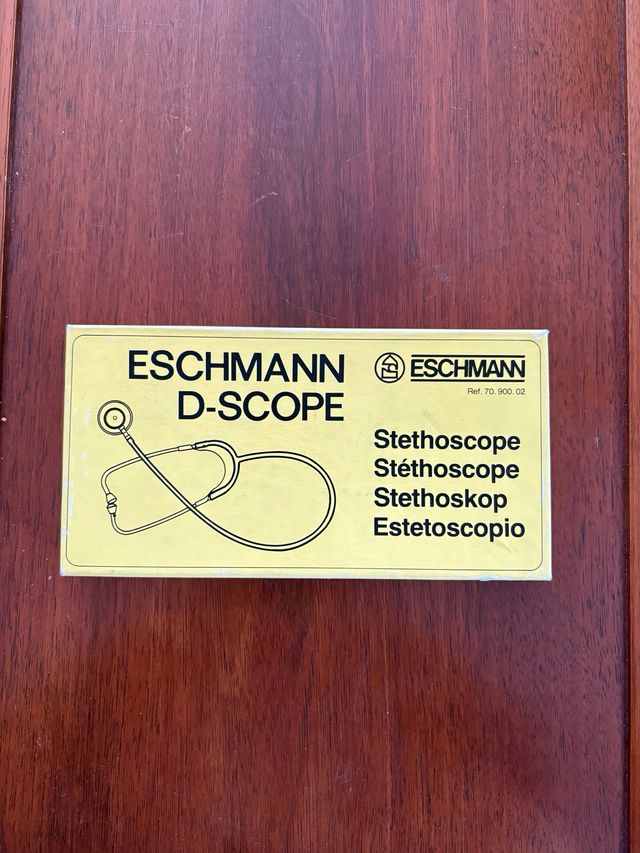 ESCHMANN
D-SCOPE
ESCHMANN
Ref. 70. 900. 02
Stethoscope
Stéthoscope
Stethoskop
Estetoscopio